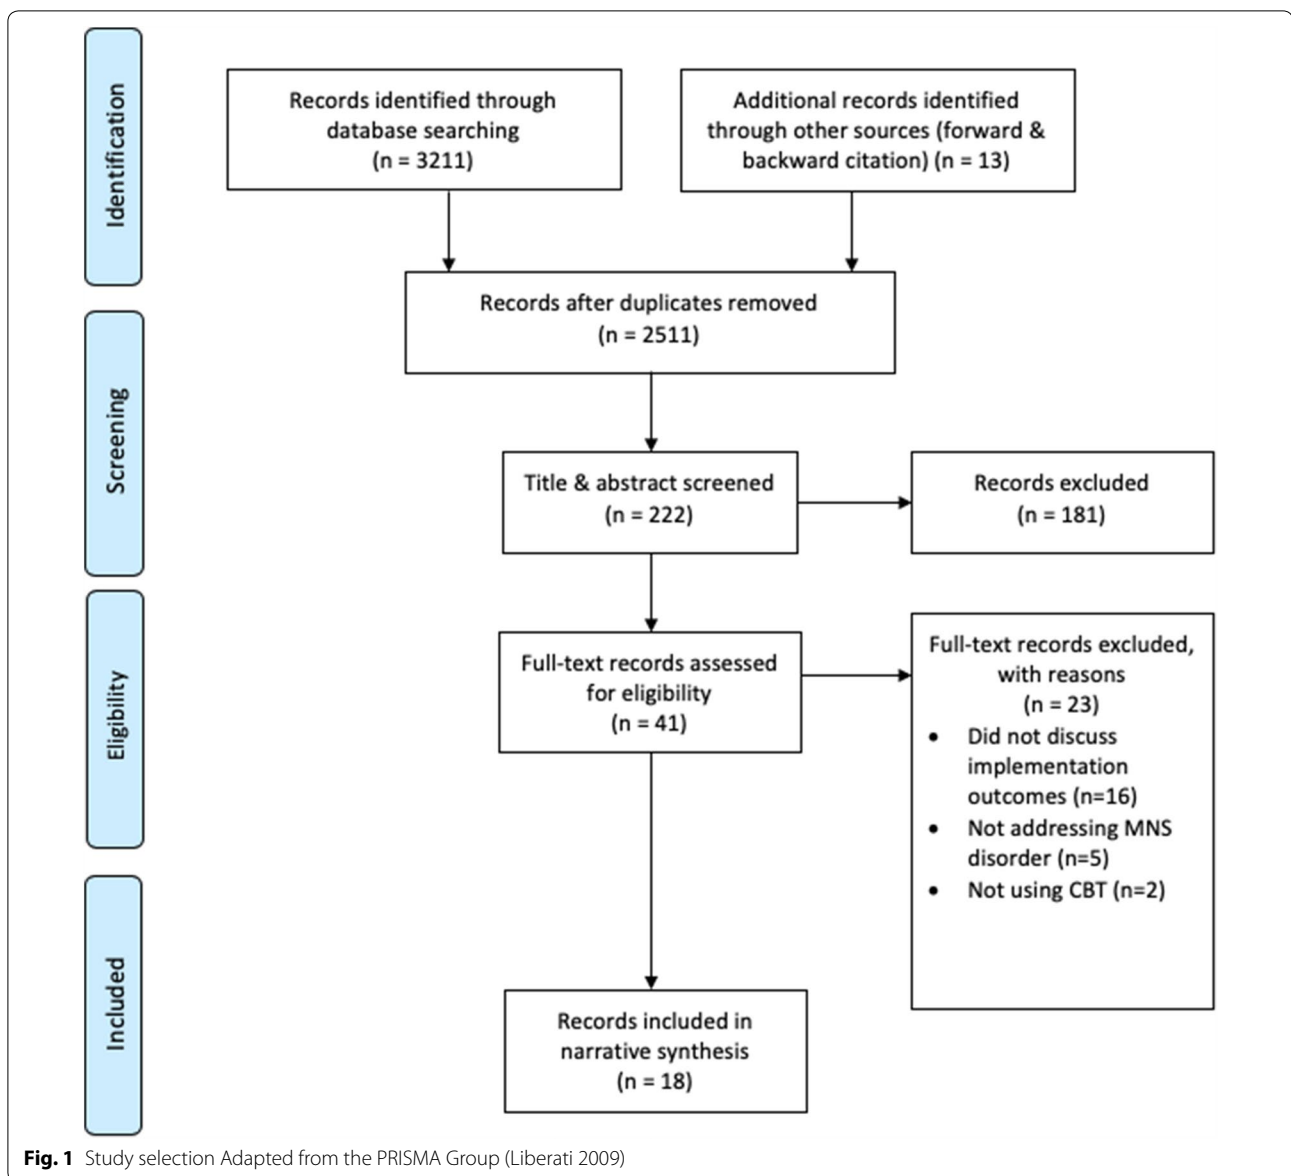 Identification
Records identified through
database searching
(n = 3211)
Additional records identified
through other sources (forward &
backward citation) (n = 13)
Records after duplicates removed
(n = 2511)
Screening
Title & abstract screened
(n = 222)
Records excluded
(n = 181)
Eligibility
Full-text records assessed
for eligibility
(n = 41)
Full-text records excluded,
with reasons
(n = 23)
• Did not discuss
implementation
outcomes (n=16)
• Not addressing MNS
disorder (n=5)
• Not using CBT (n=2)
Included
Records included in
narrative synthesis
(n = 18)
Fig. 1 Study selection Adapted from the PRISMA Group (Liberati 2009)